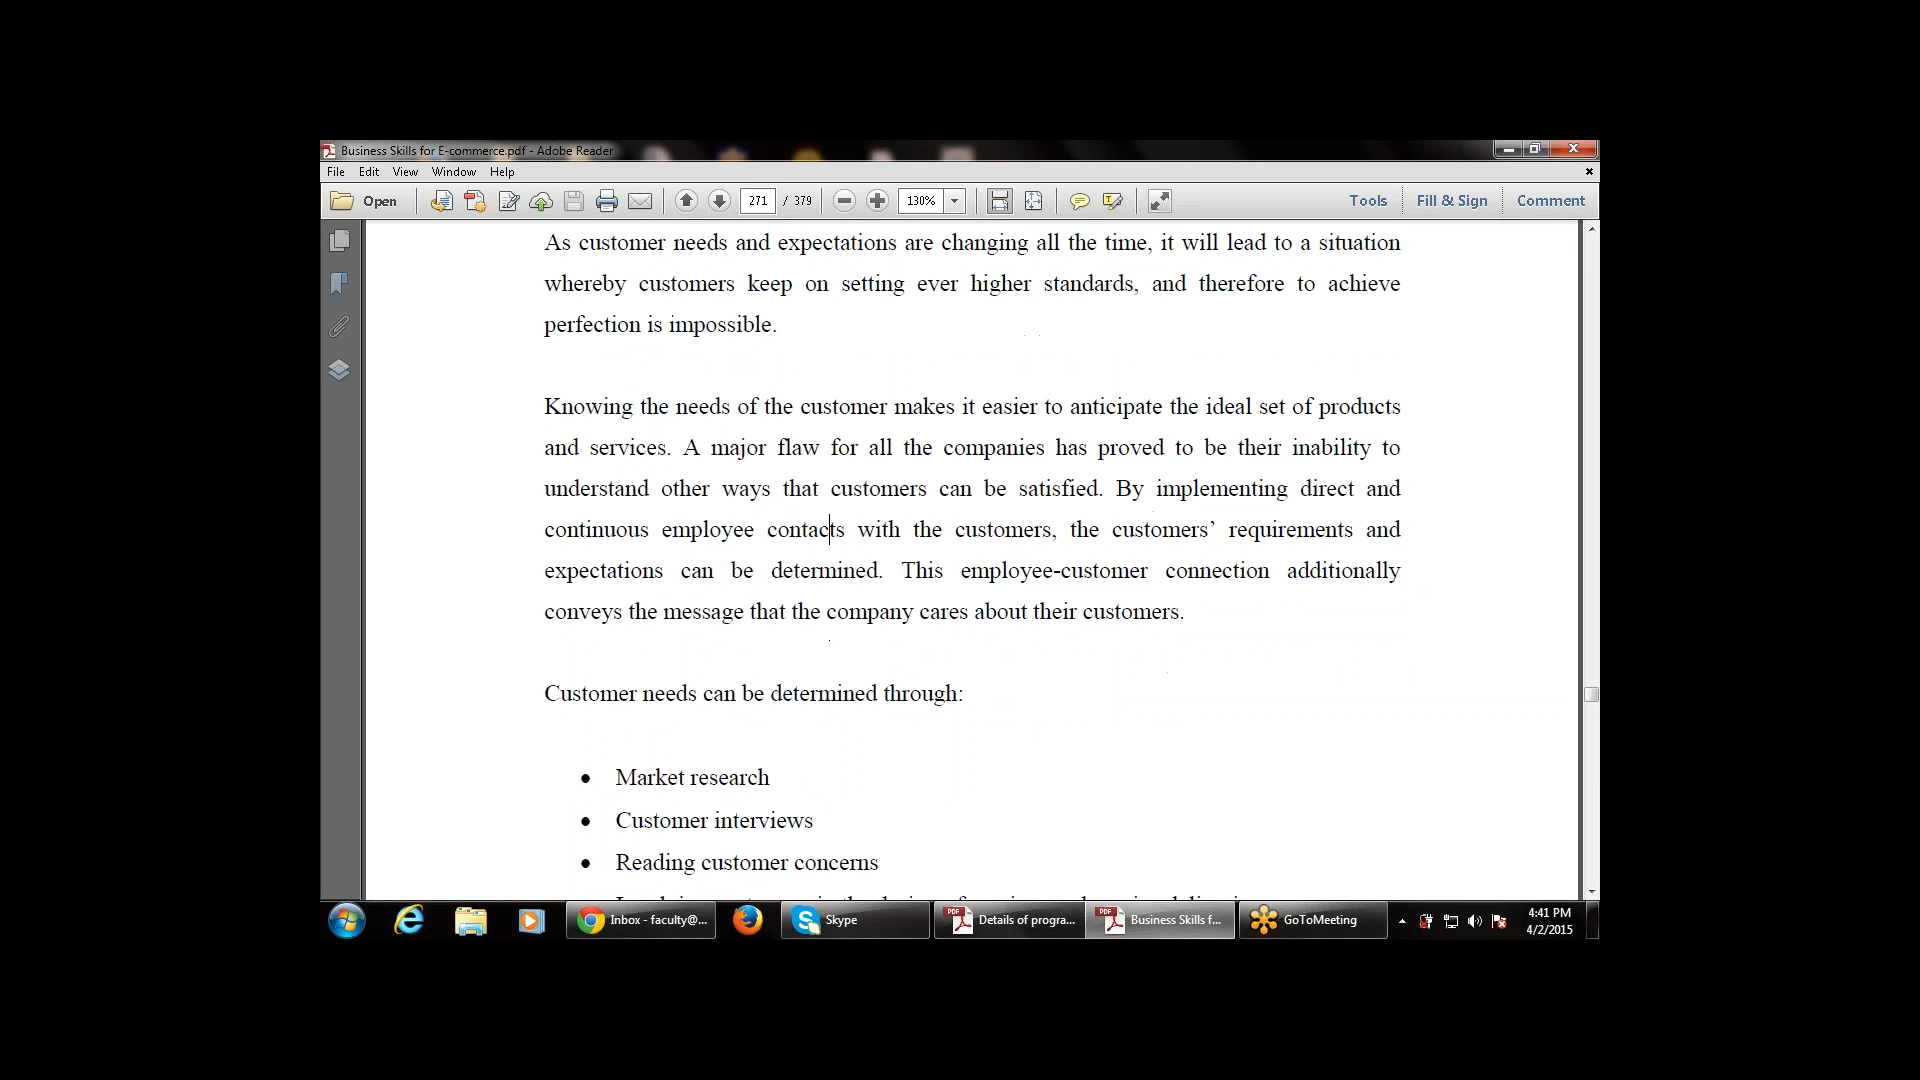 Business Skills for E-commerce.pdf - Adobe Reader
File Edit View Window Help
Open 271 / 379 130% Tools Fill & Sign Comment
As customer needs and expectations are changing all the time, it will lead to a situation
whereby customers keep on setting ever higher standards, and therefore to achieve
perfection is impossible.
Knowing the needs of the customer makes it easier to anticipate the ideal set of products
and services. A major flaw for all the companies has proved to be their inability to
understand other ways that customers can be satisfied. By implementing direct and
continuous employee contacts with the customers, the customers’ requirements and
expectations can be determined. This employee-customer connection additionally
conveys the message that the company cares about their customers.
Customer needs can be determined through:
• Market research
• Customer interviews
• Reading customer concerns
Inbox - faculty@... Skype Details of progra... Business Skills f... GoToMeeting 4:41 PM
4/2/2015